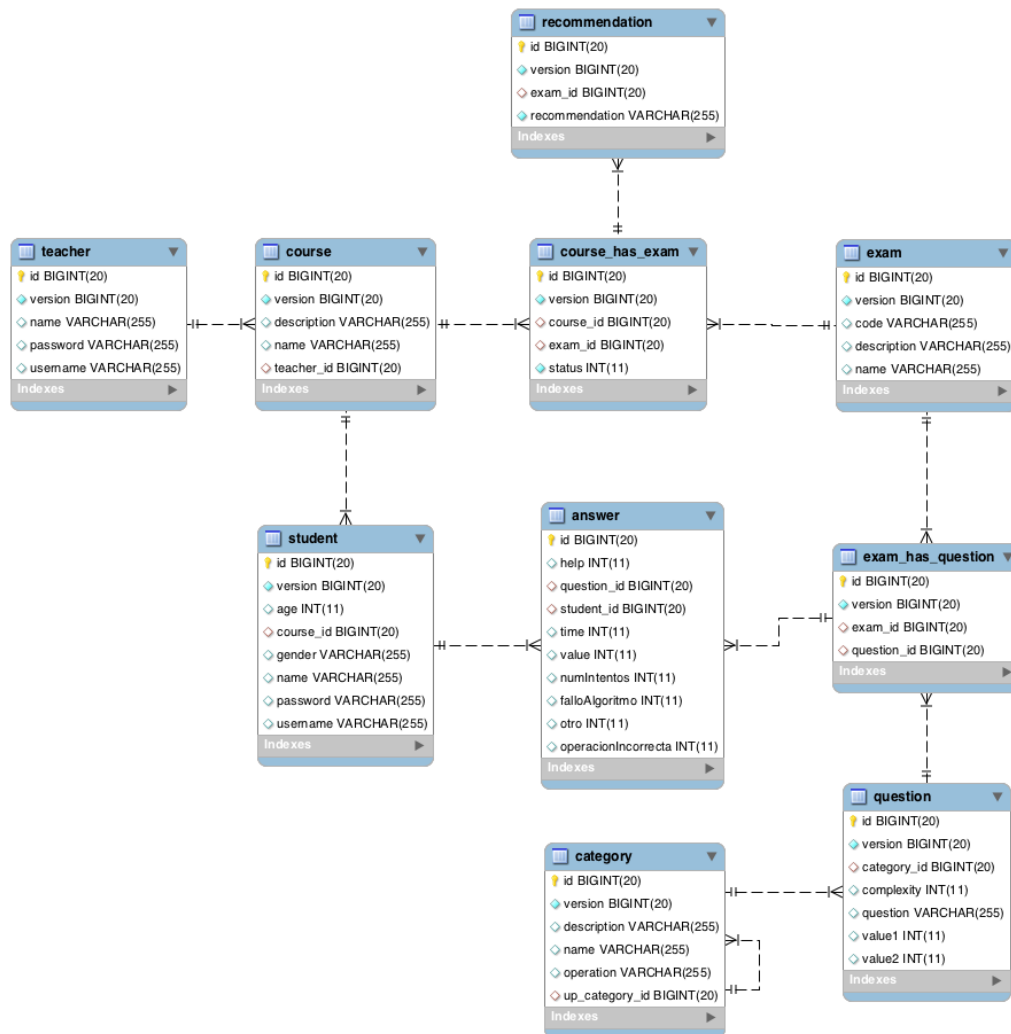 recommendation
id BIGINT(20)
version BIGINT(20)
exam_id BIGINT(20)
recommendation VARCHAR(255)
Indexes
teacher
id BIGINT(20)
version BIGINT(20)
name VARCHAR(255)
password VARCHAR(255)
username VARCHAR(255)
Indexes
course
id BIGINT(20)
version BIGINT(20)
description VARCHAR(255)
name VARCHAR(255)
teacher_id BIGINT(20)
Indexes
course_has_exam
id BIGINT(20)
version BIGINT(20)
course_id BIGINT(20)
exam_id BIGINT(20)
status INT(11)
Indexes
exam
id BIGINT(20)
version BIGINT(20)
code VARCHAR(255)
description VARCHAR(255)
name VARCHAR(255)
Indexes
student
id BIGINT(20)
version BIGINT(20)
age INT(11)
course_id BIGINT(20)
gender VARCHAR(255)
name VARCHAR(255)
password VARCHAR(255)
username VARCHAR(255)
Indexes
answer
id BIGINT(20)
help INT(11)
question_id BIGINT(20)
student_id BIGINT(20)
time INT(11)
value INT(11)
numIntentos INT(11)
falloAlgoritmo INT(11)
otro INT(11)
operacionIncorrecta INT(11)
Indexes
exam_has_question
id BIGINT(20)
version BIGINT(20)
exam_id BIGINT(20)
question_id BIGINT(20)
Indexes
category
id BIGINT(20)
version BIGINT(20)
description VARCHAR(255)
name VARCHAR(255)
operation VARCHAR(255)
up_category_id BIGINT(20)
Indexes
question
id BIGINT(20)
version BIGINT(20)
category_id BIGINT(20)
complexity INT(11)
question VARCHAR(255)
value1 INT(11)
value2 INT(11)
Indexes